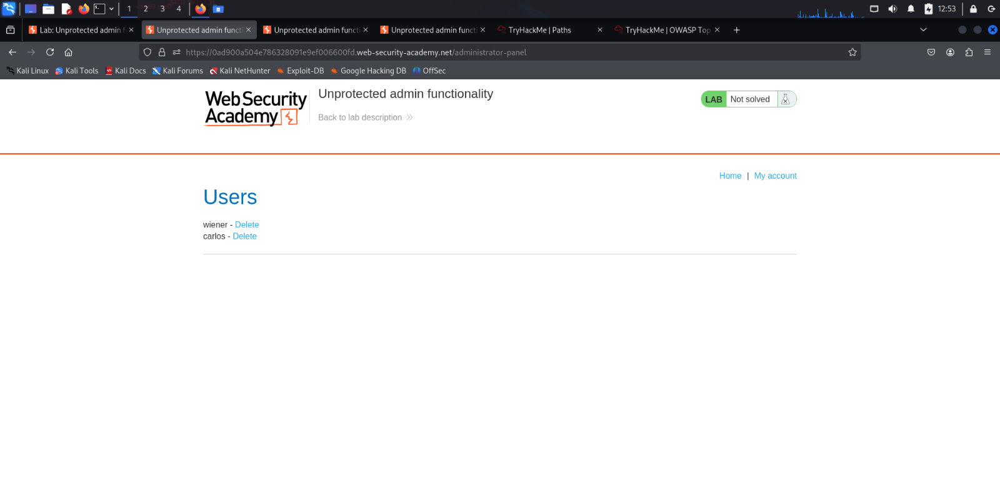 1 2 3 4 12:53
Lab: Unprotected admin f Unprotected admin functi Unprotected admin functi Unprotected admin functi TryHackMe | Paths TryHackMe | OWASP Top
https://0ad900a504e786328091e9ef006600fd.web-security-academy.net/administrator-panel
Kali Linux Kali Tools Kali Docs Kali Forums Kali NetHunter Exploit-DB Google Hacking DB OffSec
Web Security
Academy
Unprotected admin functionality
Back to lab description
LAB Not solved
Home | My account
Users
wiener - Delete
carlos - Delete